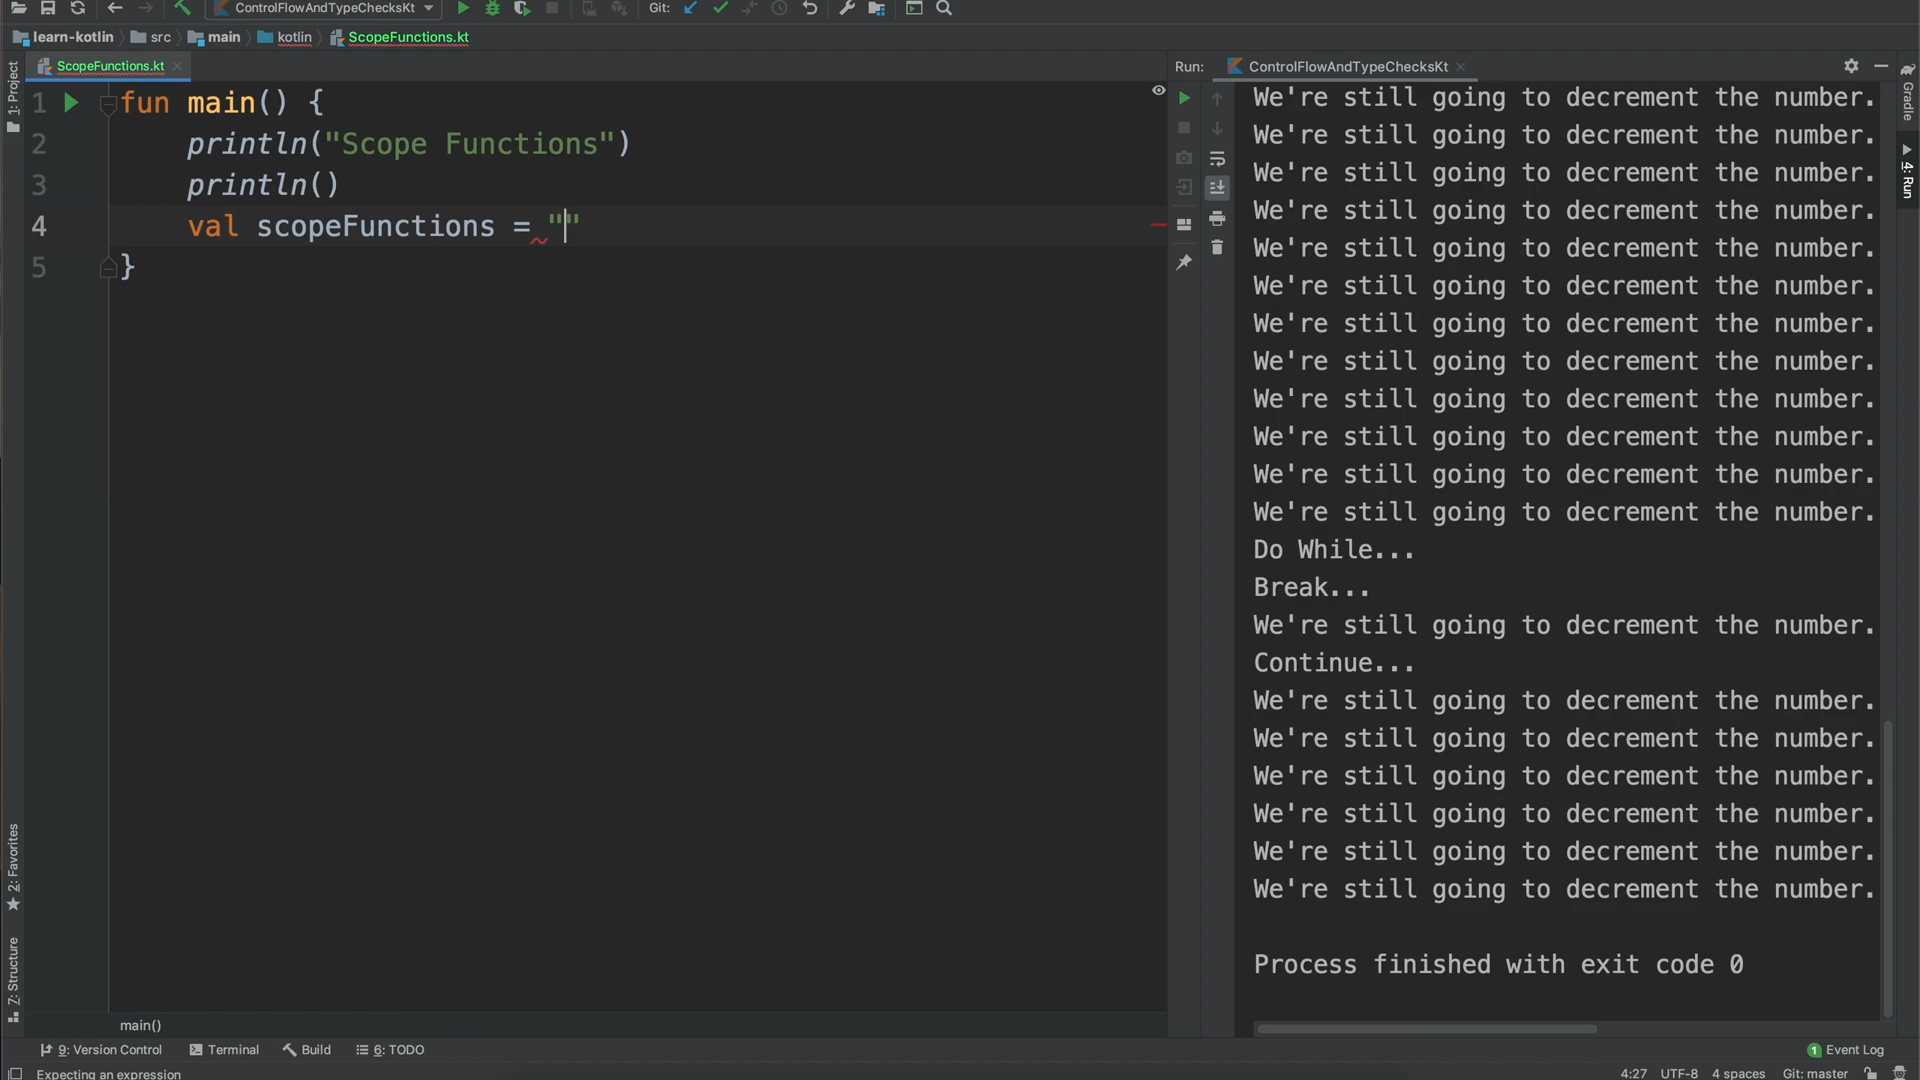 ControlFlowAndTypeChecksKt
Git:
learn-kotlin
src
main
kotlin
ScopeFunctions.kt
1: Project
ScopeFunctions.kt
Run:
ControlFlowAndTypeChecksKt
Gradle
4: Run
1 fun main() {
2 println("Scope Functions")
3 println()
4 val scopeFunctions = ""
5 }
We're still going to decrement the number.
We're still going to decrement the number.
We're still going to decrement the number.
We're still going to decrement the number.
We're still going to decrement the number.
We're still going to decrement the number.
We're still going to decrement the number.
We're still going to decrement the number.
We're still going to decrement the number.
We're still going to decrement the number.
We're still going to decrement the number.
We're still going to decrement the number.
Do While...
Break...
We're still going to decrement the number.
Continue...
We're still going to decrement the number.
We're still going to decrement the number.
We're still going to decrement the number.
We're still going to decrement the number.
We're still going to decrement the number.
We're still going to decrement the number.
Process finished with exit code 0
2: Favorites
7: Structure
main()
9: Version Control
Terminal
Build
6: TODO
1 Event Log
Expecting an expression
4:27 UTF-8 4 spaces Git: master